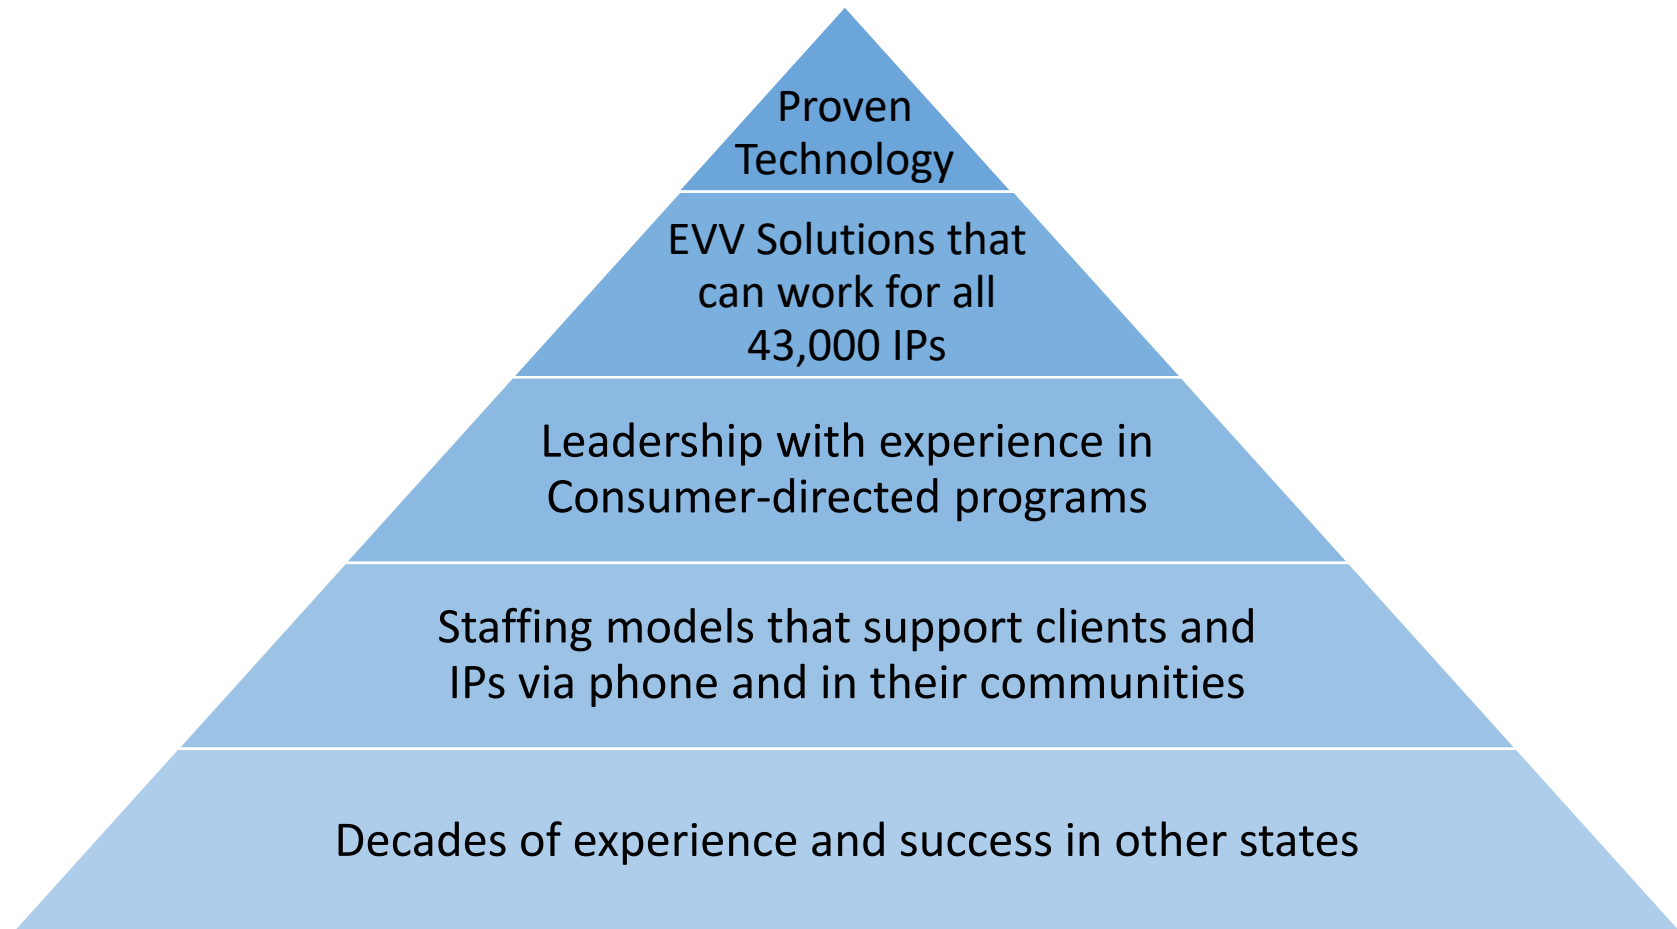 Proven
Technology
EVV Solutions that
can work for all
43,000 IPs
Leadership with experience in
Consumer-directed programs
Staffing models that support clients and
IPs via phone and in their communities
Decades of experience and success in other states